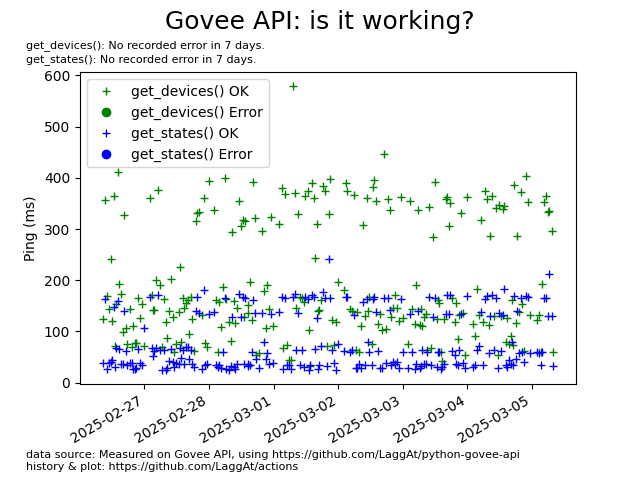 Govee API: is it working?
get_devices(): No recorded error in 7 days.
get_states(): No recorded error in 7 days.
600
500
400
300
200
100
0
Ping (ms)
get_devices() OK
get_devices() Error
get_states() OK
get_states() Error
2025-02-27
2025-02-28
2025-03-01
2025-03-02
2025-03-03
2025-03-04
2025-03-05
data source: Measured on Govee API, using https://github.com/LaggAt/python-govee-api
history & plot: https://github.com/LaggAt/actions